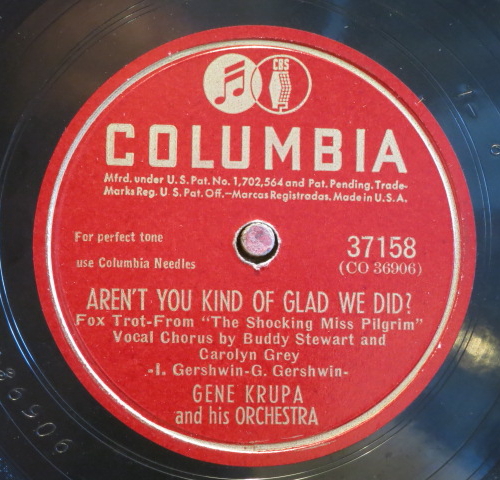 CBS
COLUMBIA
Mfrd. under U.S. Pat. No. 1,702,564 and Pat. Pending. Trade-
Marks Reg. U.S. Pat. Off.—Marcas Registradas. Made in U.S.A.
For perfect tone
use Columbia Needles
37158
(CO 36906)
AREN'T YOU KIND OF GLAD WE DID?
Fox Trot-From "The Shocking Miss Pilgrim"
Vocal Chorus by Buddy Stewart and
Carolyn Grey
-I. Gershwin-G. Gershwin-
GENE KRUPA
and his ORCHESTRA